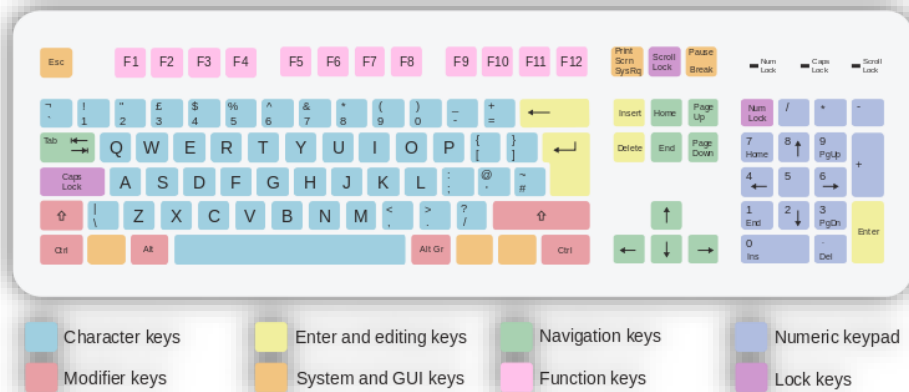 Esc F1 F2 F3 F4 F5 F6 F7 F8 F9 F10 F11 F12 Print Scrn SysRq Scroll Lock Pause Break Num Lock Caps Lock Scroll Lock
¬ ` ! 1 " 2 £ 3 $ 4 % 5 ^ 6 & 7 * 8 ( 9 ) 0 _ - + = ← Insert Home Page Up Num Lock / * -
Tab Q W E R T Y U I O P { [ } ] ↵ Delete End Page Down 7 Home 8 ↑ 9 PgUp +
Caps Lock A S D F G H J K L : ; @ ' ~ # 4 ← 5 6 →
⇧ | \ Z X C V B N M < , > . ? / ⇧ ↑ 1 End 2 ↓ 3 PgDn Enter
Ctrl Alt Alt Gr Ctrl ← ↓ → 0 Ins . Del
Character keys Enter and editing keys Navigation keys Numeric keypad
Modifier keys System and GUI keys Function keys Lock keys